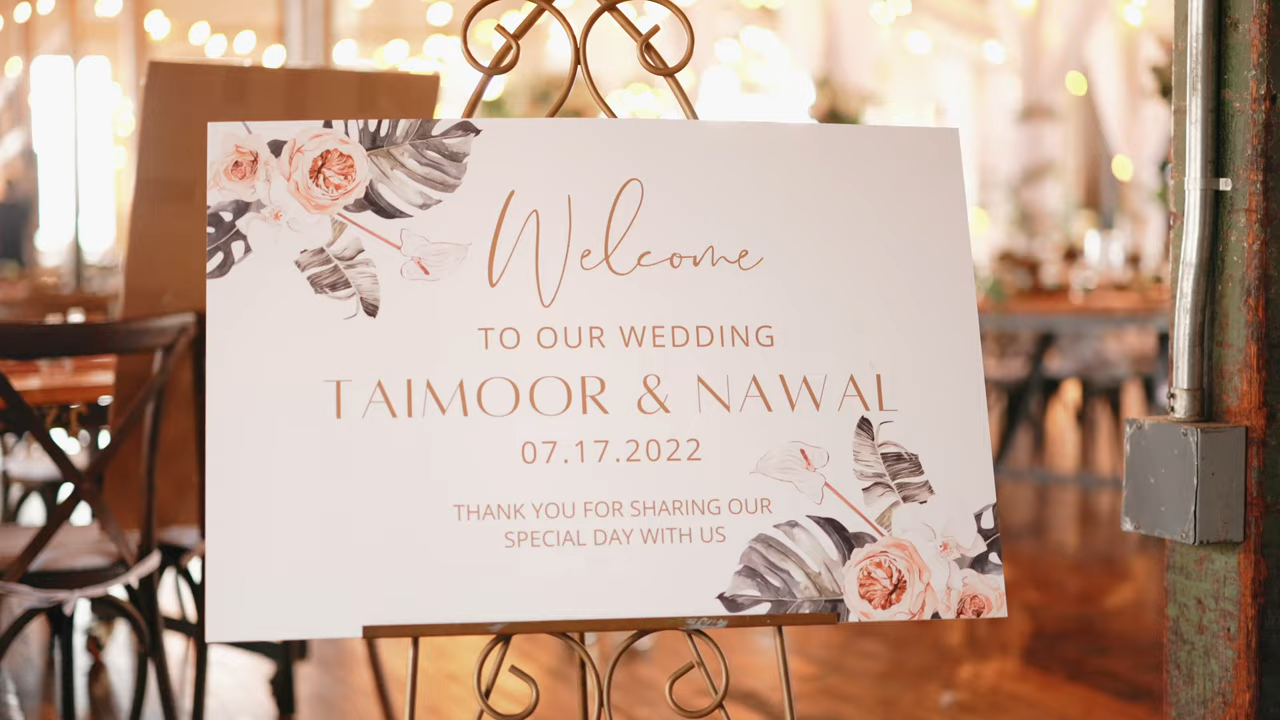 Welcome
TO OUR WEDDING
TAIMOOR & NAWAL
07.17.2022
THANK YOU FOR SHARING OUR
SPECIAL DAY WITH US